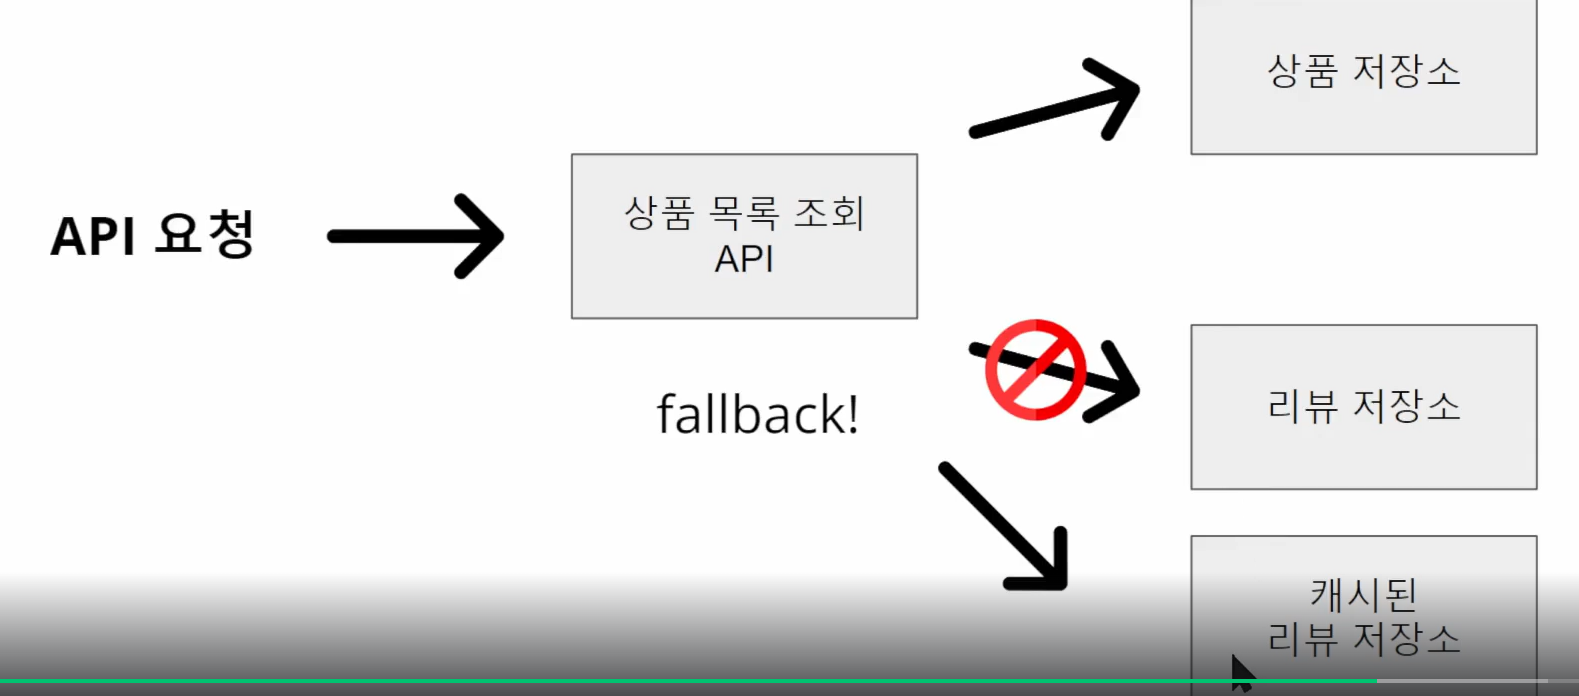 상품 저장소
API 요청
상품 목록 조회
API
fallback!
리뷰 저장소
캐시된
리뷰 저장소